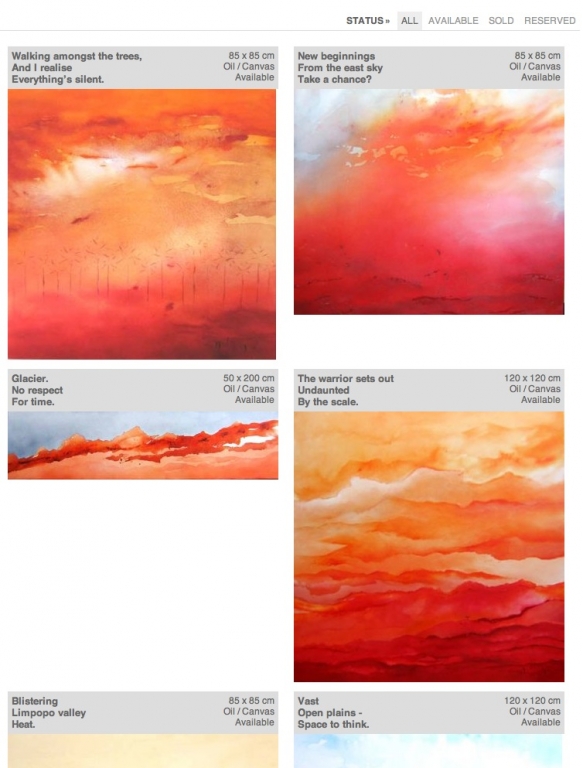 STATUS » ALL AVAILABLE SOLD RESERVED
Walking amongst the trees,
And I realise
Everything's silent.
85 x 85 cm
Oil / Canvas
Available
New beginnings
From the east sky
Take a chance?
85 x 85 cm
Oil / Canvas
Available
Glacier.
No respect
For time.
50 x 200 cm
Oil / Canvas
Available
The warrior sets out
Undaunted
By the scale.
120 x 120 cm
Oil / Canvas
Available
Blistering
Limpopo valley
Heat.
85 x 85 cm
Oil / Canvas
Available
Vast
Open plains -
Space to think.
120 x 120 cm
Oil / Canvas
Available